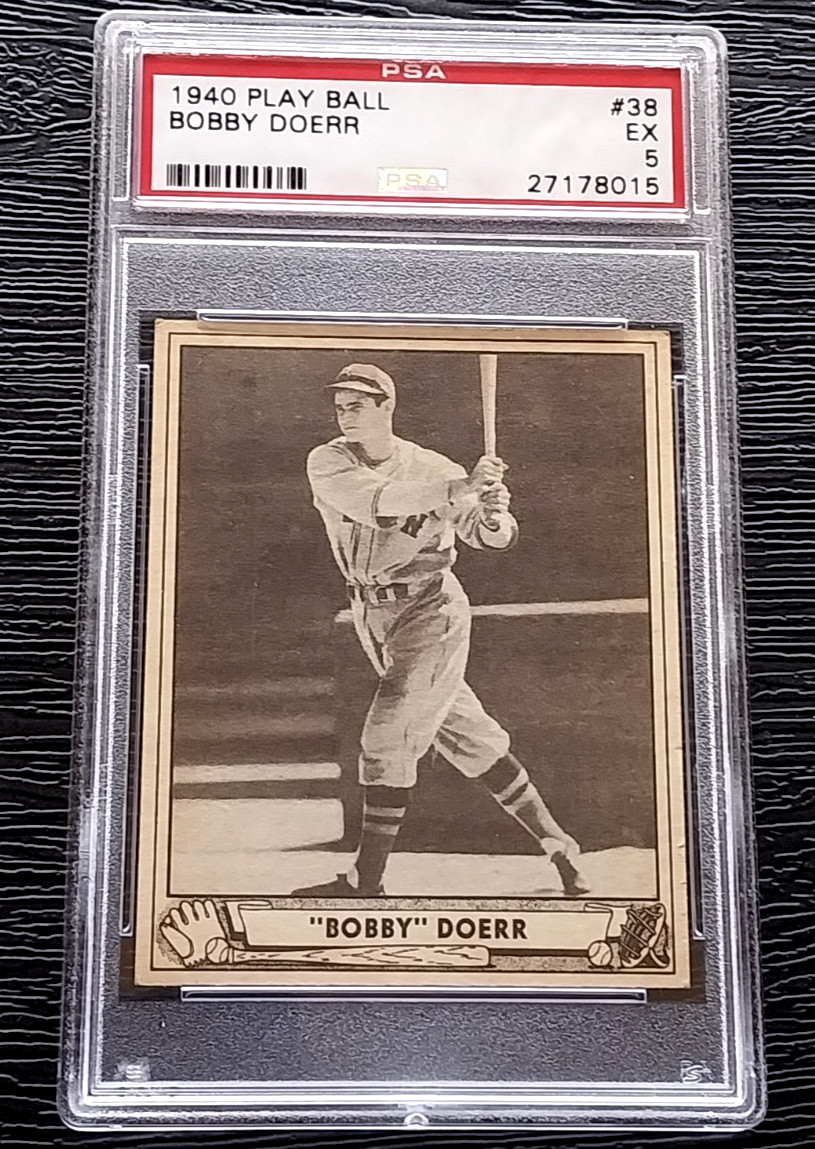 PSA
1940 PLAY BALL #38
BOBBY DOERR EX
5
PSA 27178015
"BOBBY" DOERR